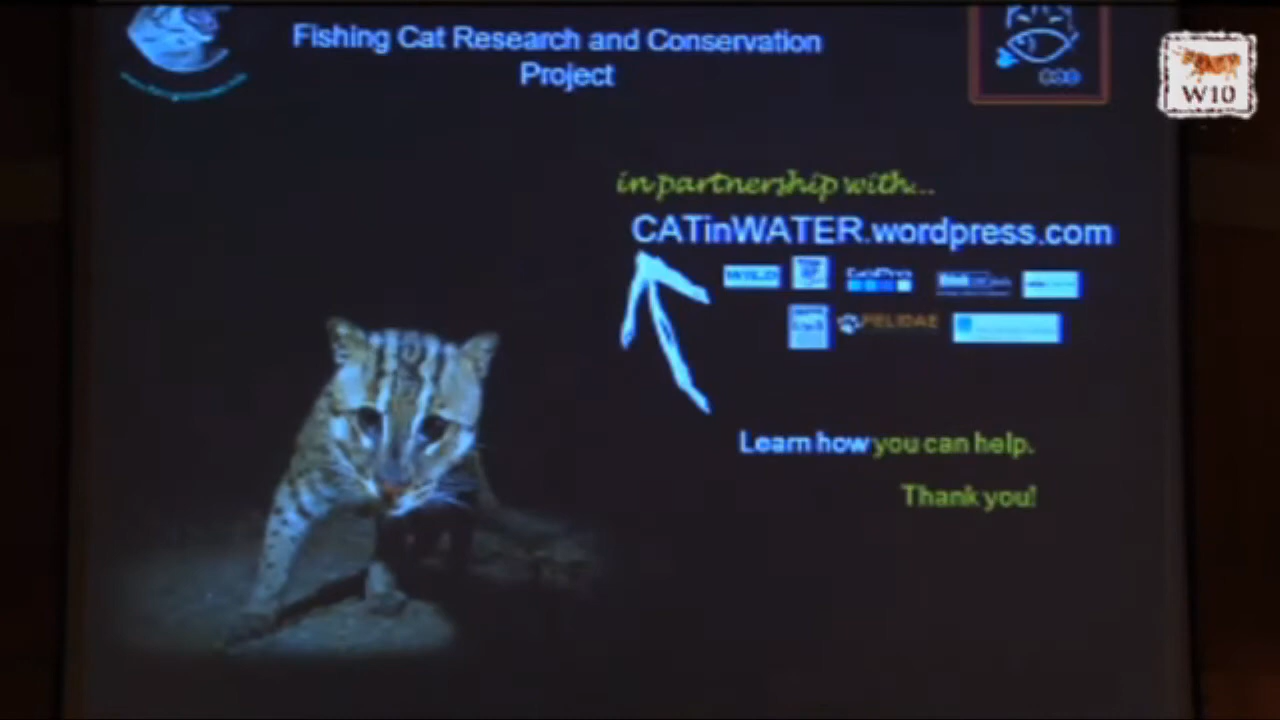 Fishing Cat Research and Conservation
Project
W10
in partnership with...
CATinWATER.wordpress.com
WILD
FELIDAE
Learn how you can help.
Thank you!